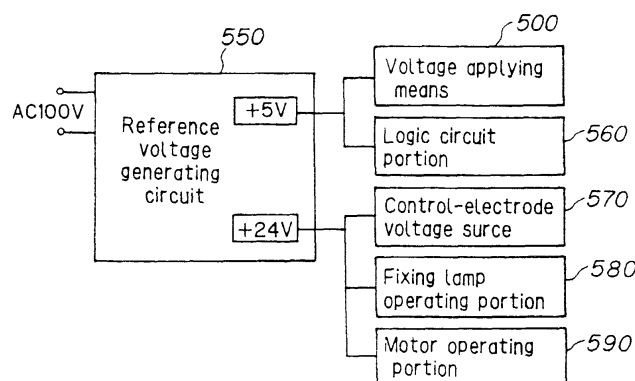 550
AC100V
Reference
voltage
generating
circuit
+5V
+24V
500
Voltage applying
means
560
Logic circuit
portion
570
Control-electrode
voltage surce
580
Fixing lamp
operating portion
590
Motor operating
portion